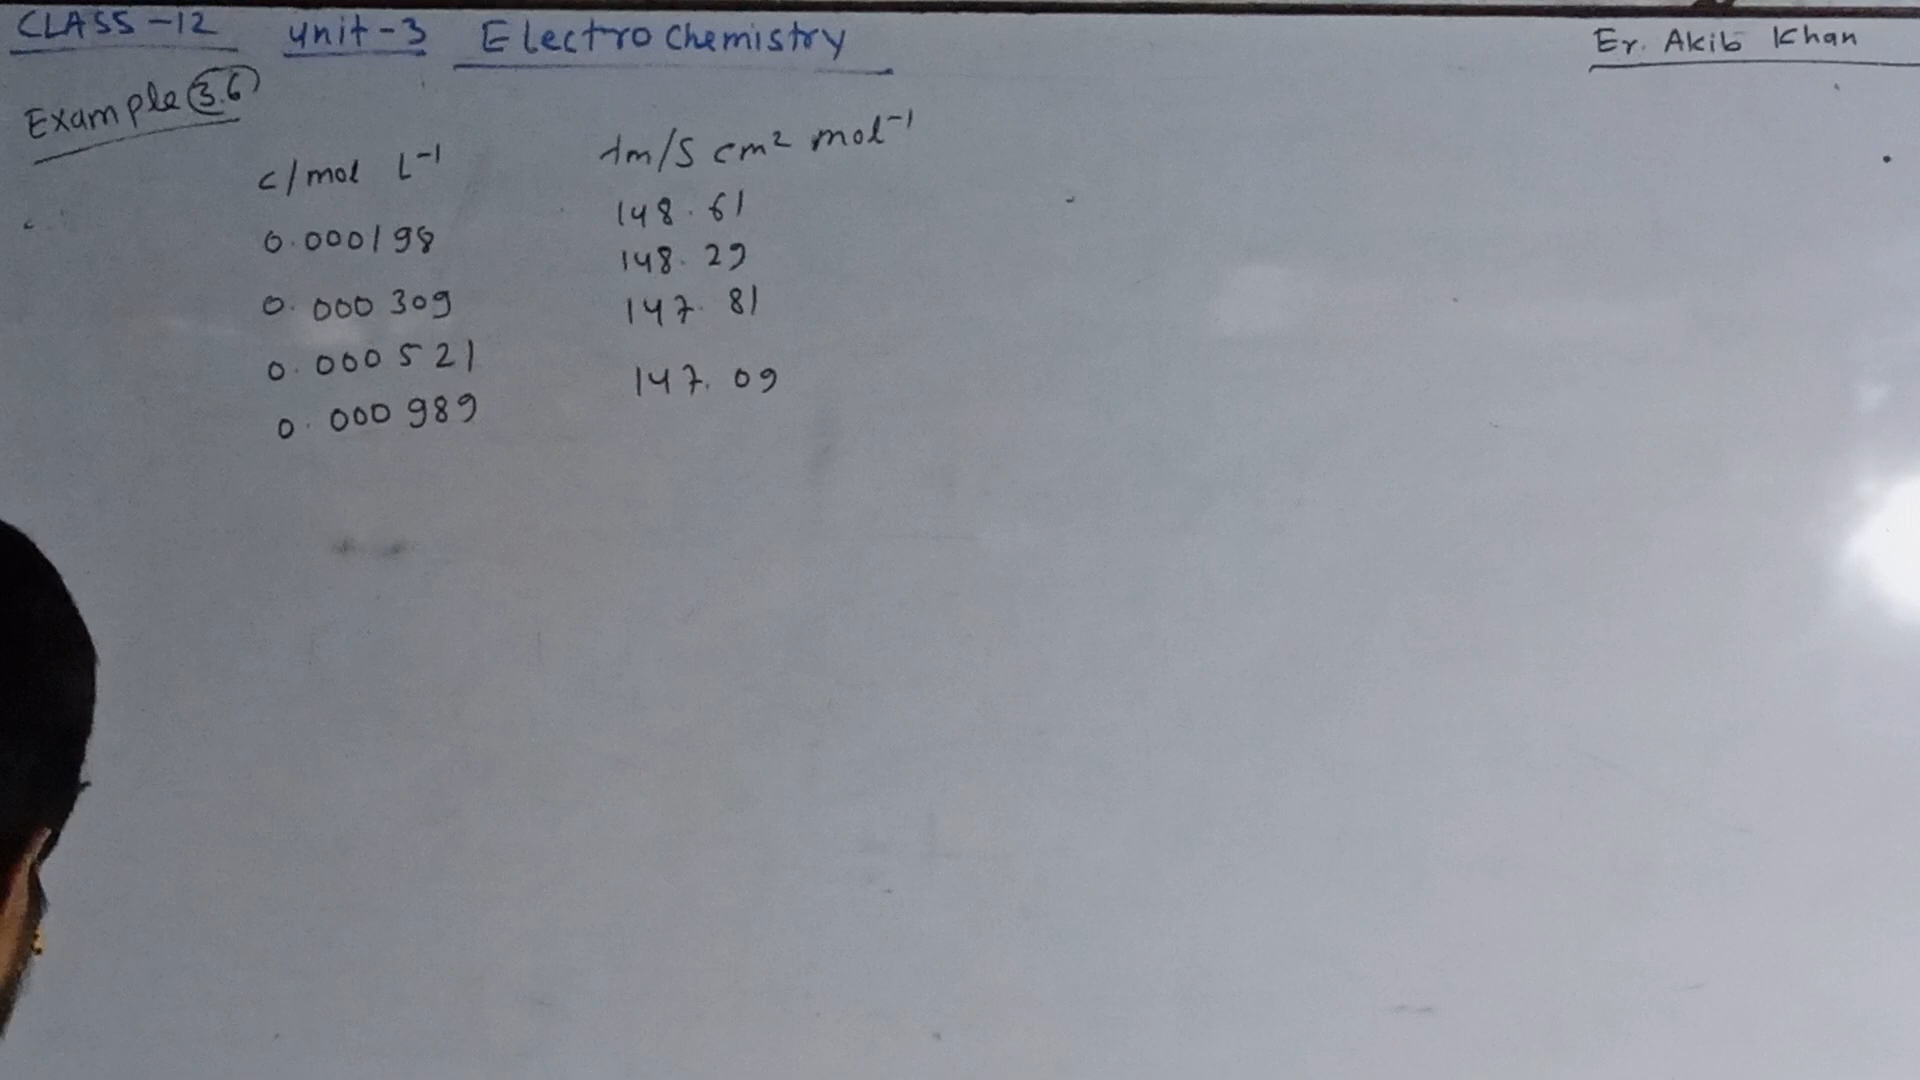 CLASS-12 Unit-3 Electro Chemistry Er. Akib Khan
Example 3.6
c/mol L⁻¹ Λm/S cm² mol⁻¹
0.000198 148.61
0.000309 148.29
0.000521 147.81
0.000989 147.09